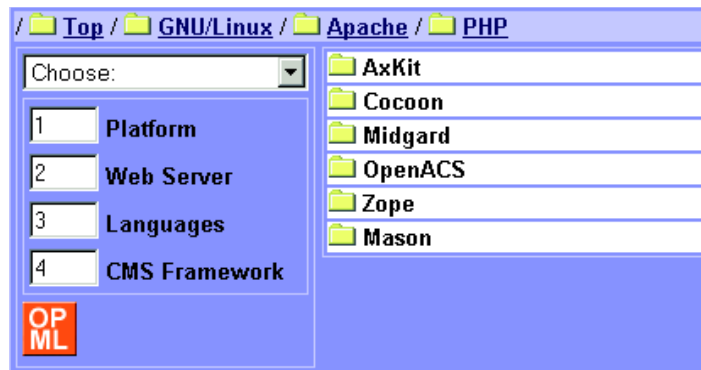 / Top / GNU/Linux / Apache / PHP
Choose:
1 Platform
2 Web Server
3 Languages
4 CMS Framework
OP
ML
AxKit
Cocoon
Midgard
OpenACS
Zope
Mason